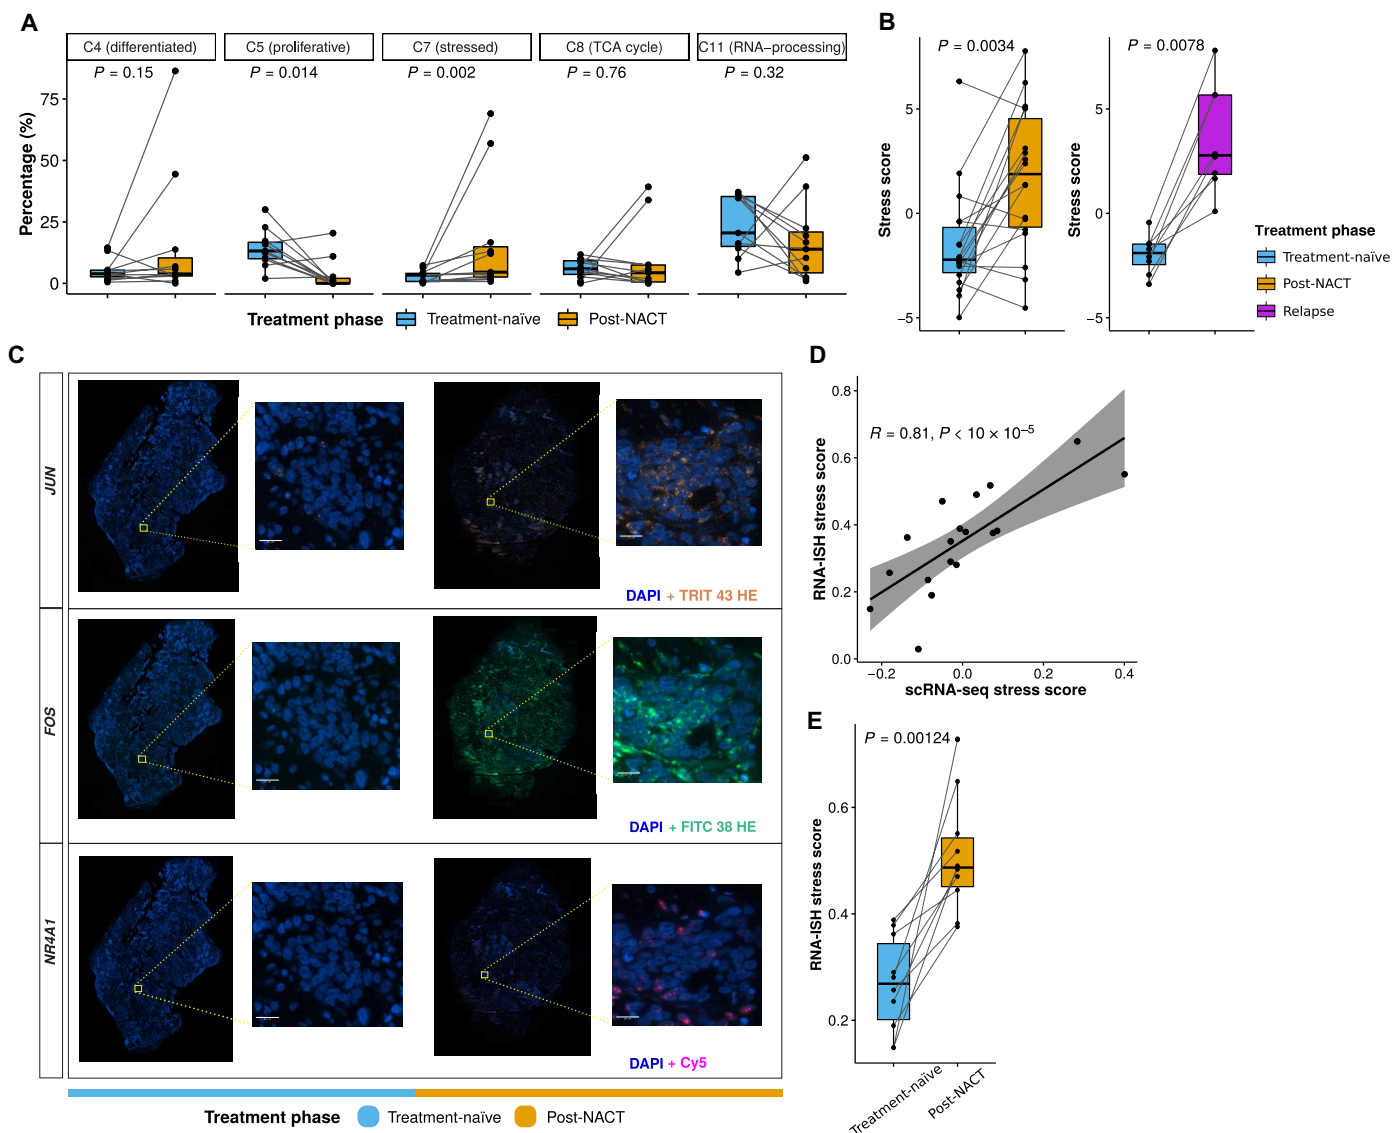 A
C4 (differentiated)
C5 (proliferative)
C7 (stressed)
C8 (TCA cycle)
C11 (RNA−processing)
P = 0.15
P = 0.014
P = 0.002
P = 0.76
P = 0.32
Percentage (%)
75
50
25
0
Treatment phase
Treatment-naïve
Post-NACT
B
P = 0.0034
P = 0.0078
Stress score
5
0
−5
Stress score
5
0
−5
Treatment phase
Treatment-naïve
Post-NACT
Relapse
C
JUN
DAPI + TRIT 43 HE
FOS
DAPI + FITC 38 HE
NR4A1
DAPI + Cy5
Treatment phase
Treatment-naïve
Post-NACT
D
R = 0.81, P < 10 × 10−5
RNA-ISH stress score
0.8
0.6
0.4
0.2
0.0
−0.2
0.0
0.2
0.4
scRNA-seq stress score
E
P = 0.00124
RNA-ISH stress score
0.6
0.4
0.2
Treatment-naïve
Post-NACT